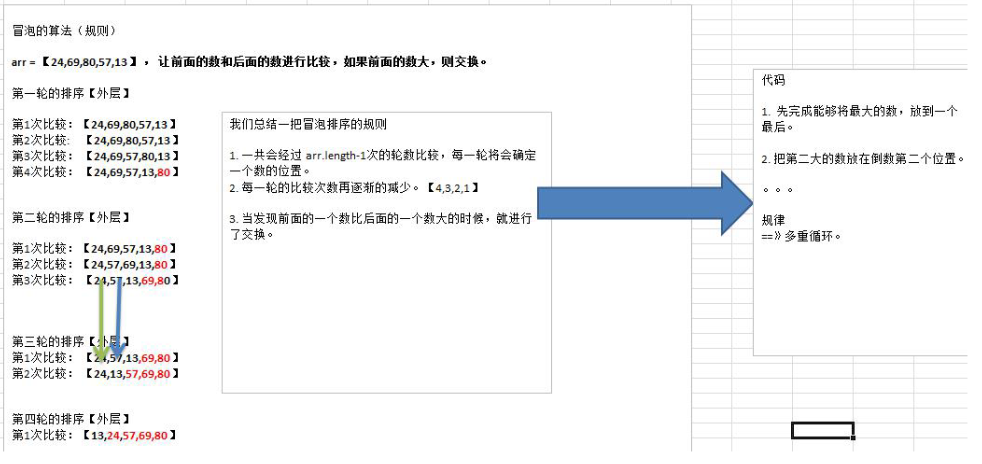 冒泡的算法（规则）
arr = 【24,69,80,57,13】 ， 让前面的数和后面的数进行比较，如果前面的数大，则交换。
第一轮的排序【外层】
第1次比较：【24,69,80,57,13】
第2次比较: 【24,69,80,57,13】
第3次比较：【24,69,57,80,13】
第4次比较：【24,69,57,13,80】
第二轮的排序【外层】
第1次比较：【24,69,57,13,80】
第2次比较：【24,57,69,13,80】
第3次比较：【24,57,13,69,80】
第三轮的排序【外层】
第1次比较：【24,57,13,69,80】
第2次比较：【24,13,57,69,80】
第四轮的排序【外层】
第1次比较：【13,24,57,69,80】
我们总结一把冒泡排序的规则
1. 一共会经过 arr.length-1次的轮数比较，每一轮将会确定
一个数的位置。
2. 每一轮的比较次数再逐渐的减少。【4,3,2,1】
3. 当发现前面的一个数比后面的一个数大的时候，就进行
了交换。
代码
1. 先完成能够将最大的数，放到一个
最后。
2. 把第二大的数放在倒数第二个位置。
。。。
规律
==》多重循环。